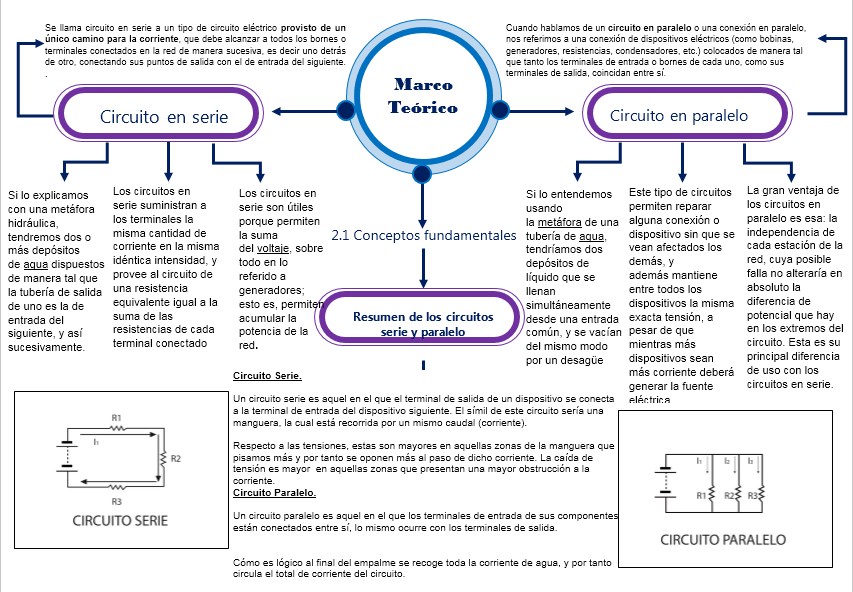 Se llama circuito en serie a un tipo de circuito eléctrico provisto de un
único camino para la corriente, que debe alcanzar a todos los bornes o
terminales conectados en la red de manera sucesiva, es decir uno detrás
de otro, conectando sus puntos de salida con el de entrada del siguiente.
.
Cuando hablamos de un circuito en paralelo o una conexión en paralelo,
nos referimos a una conexión de dispositivos eléctricos (como bobinas,
generadores, resistencias, condensadores, etc.) colocados de manera tal
que tanto los terminales de entrada o bornes de cada uno, como sus
terminales de salida, coincidan entre sí.
Marco
Teórico
Circuito en serie
Circuito en paralelo
Si lo explicamos
con una metáfora
hidráulica,
tendremos dos o
más depósitos
de agua dispuestos
de manera tal que
la tubería de salida
de uno es la de
entrada del
siguiente, y así
sucesivamente.
Los circuitos en
serie suministran a
los terminales la
misma cantidad de
corriente en la misma
idéntica intensidad, y
provee al circuito de
una resistencia
equivalente igual a la
suma de las
resistencias de cada
terminal conectado
Los circuitos en
serie son útiles
porque permiten
la suma
del voltaje, sobre
todo en lo
referido a
generadores;
esto es, permiten
acumular la
potencia de la
red.
2.1 Conceptos fundamentales
Resumen de los circuitos
serie y paralelo
Si lo entendemos
usando
la metáfora de una
tubería de agua,
tendríamos dos
depósitos de
líquido que se
llenan
simultáneamente
desde una entrada
común, y se vacían
del mismo modo
por un desagüe
Este tipo de circuitos
permiten reparar
alguna conexión o
dispositivo sin que se
vean afectados los
demás, y
además mantiene
entre todos los
dispositivos la misma
exacta tensión, a
pesar de que
mientras más
dispositivos sean
más corriente deberá
generar la fuente
eléctrica
La gran ventaja de
los circuitos en
paralelo es esa: la
independencia de
cada estación de la
red, cuya posible
falla no alteraría en
absoluto la
diferencia de
potencial que hay
en los extremos del
circuito. Esta es su
principal diferencia
de uso con los
circuitos en serie.
Circuito Serie.
Un circuito serie es aquel en el que el terminal de salida de un dispositivo se conecta
a la terminal de entrada del dispositivo siguiente. El símil de este circuito sería una
manguera, la cual está recorrida por un mismo caudal (corriente).
Respecto a las tensiones, estas son mayores en aquellas zonas de la manguera que
pisamos más y por tanto se oponen más al paso de dicho corriente. La caída de
tensión es mayor en aquellas zonas que presentan una mayor obstrucción a la
corriente.
Circuito Paralelo.
Un circuito paralelo es aquel en el que los terminales de entrada de sus componentes
están conectados entre sí, lo mismo ocurre con los terminales de salida.
Cómo es lógico al final del empalme se recoge toda la corriente de agua, y por tanto
circula el total de corriente del circuito.
R1
I₁
R2
R3
CIRCUITO SERIE
I₁ I₂ I₃
R1 R2 R3
CIRCUITO PARALELO